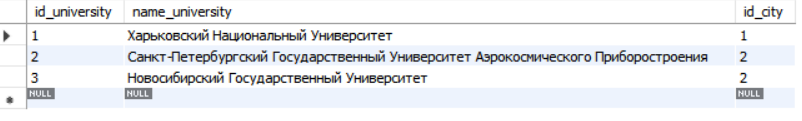 id_university name_university id_city
1 Харьковский Национальный Университет 1
2 Санкт-Петербургский Государственный Университет Аэрокосмического Приборостроения 2
3 Новосибирский Государственный Университет 2
NULL NULL NULL